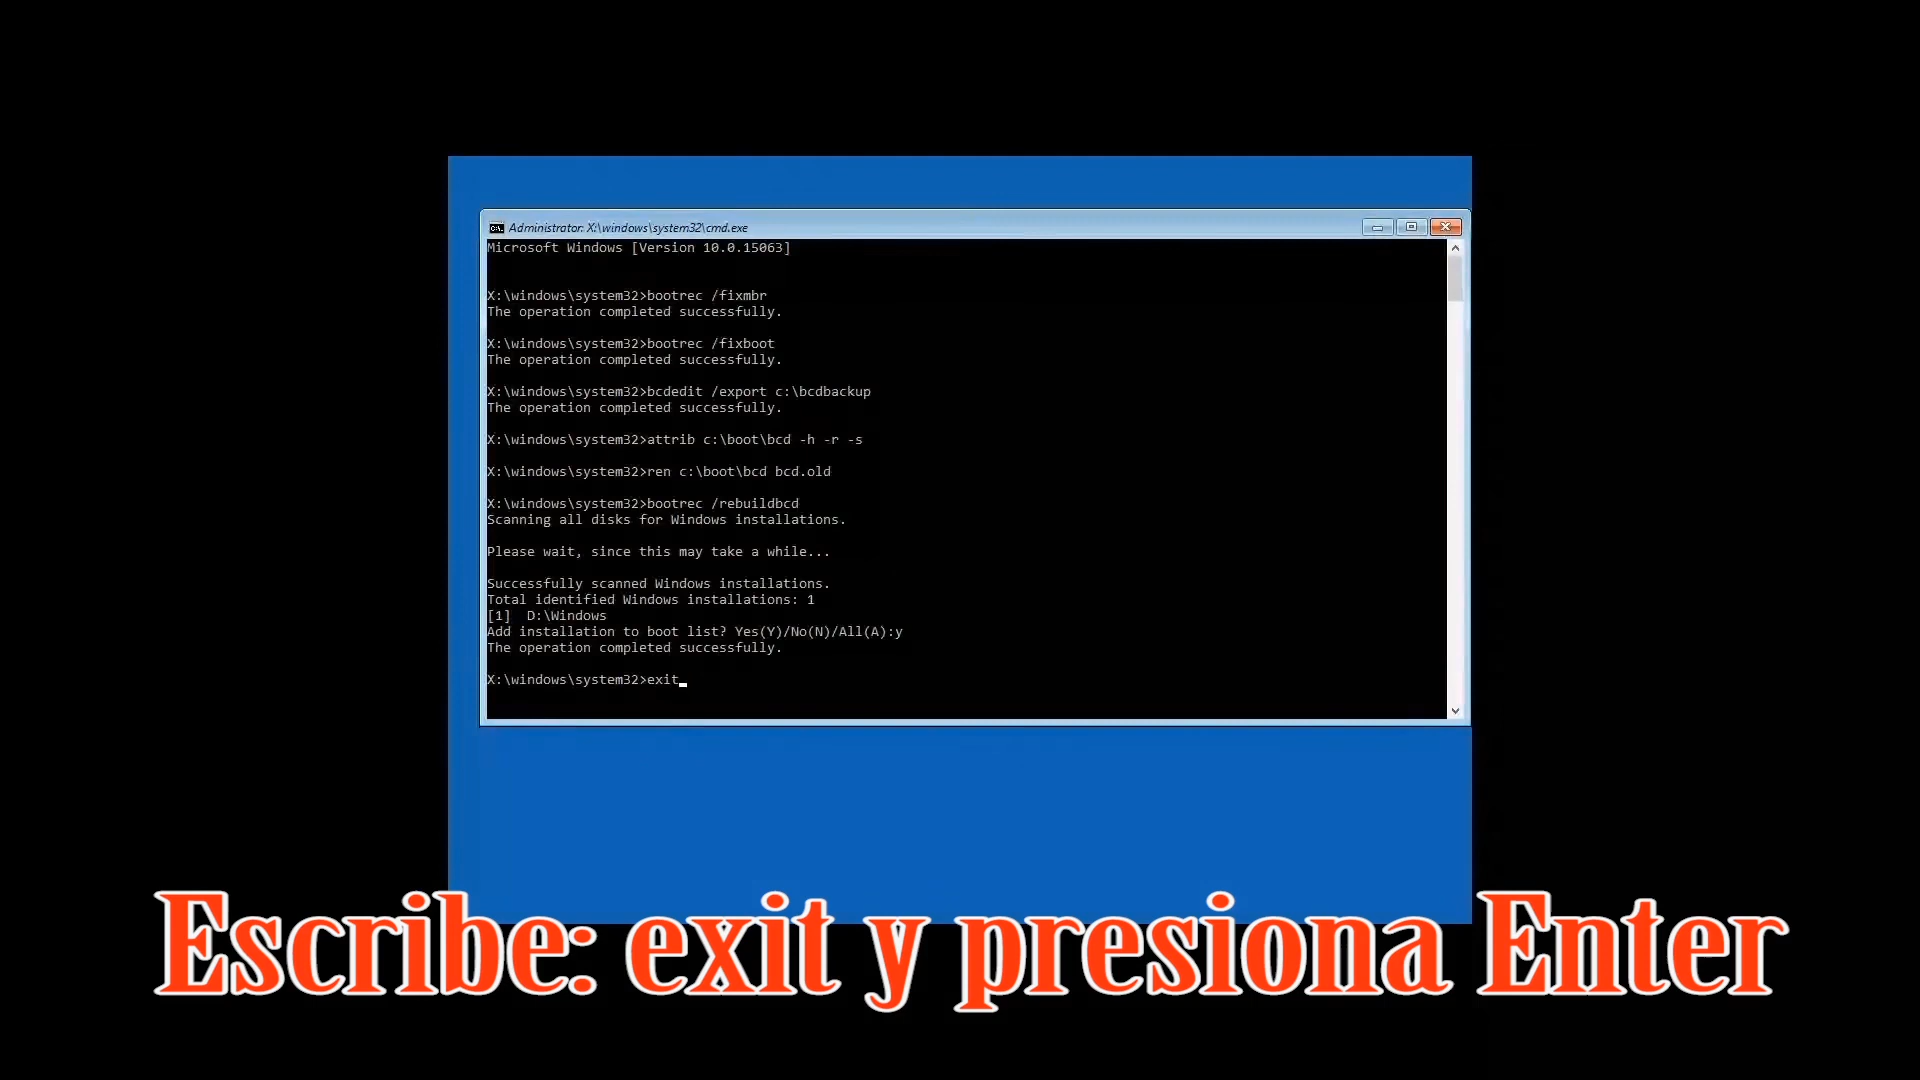 Administrator: X:\windows\system32\cmd.exe
Microsoft Windows [Version 10.0.15063]
X:\windows\system32>bootrec /fixmbr
The operation completed successfully.
X:\windows\system32>bootrec /fixboot
The operation completed successfully.
X:\windows\system32>bcdedit /export c:\bcdbackup
The operation completed successfully.
X:\windows\system32>attrib c:\boot\bcd -h -r -s
X:\windows\system32>ren c:\boot\bcd bcd.old
X:\windows\system32>bootrec /rebuildbcd
Scanning all disks for Windows installations.
Please wait, since this may take a while...
Successfully scanned Windows installations.
Total identified Windows installations: 1
[1]  D:\Windows
Add installation to boot list? Yes(Y)/No(N)/All(A):y
The operation completed successfully.
X:\windows\system32>exit
Escribe: exit y presiona Enter